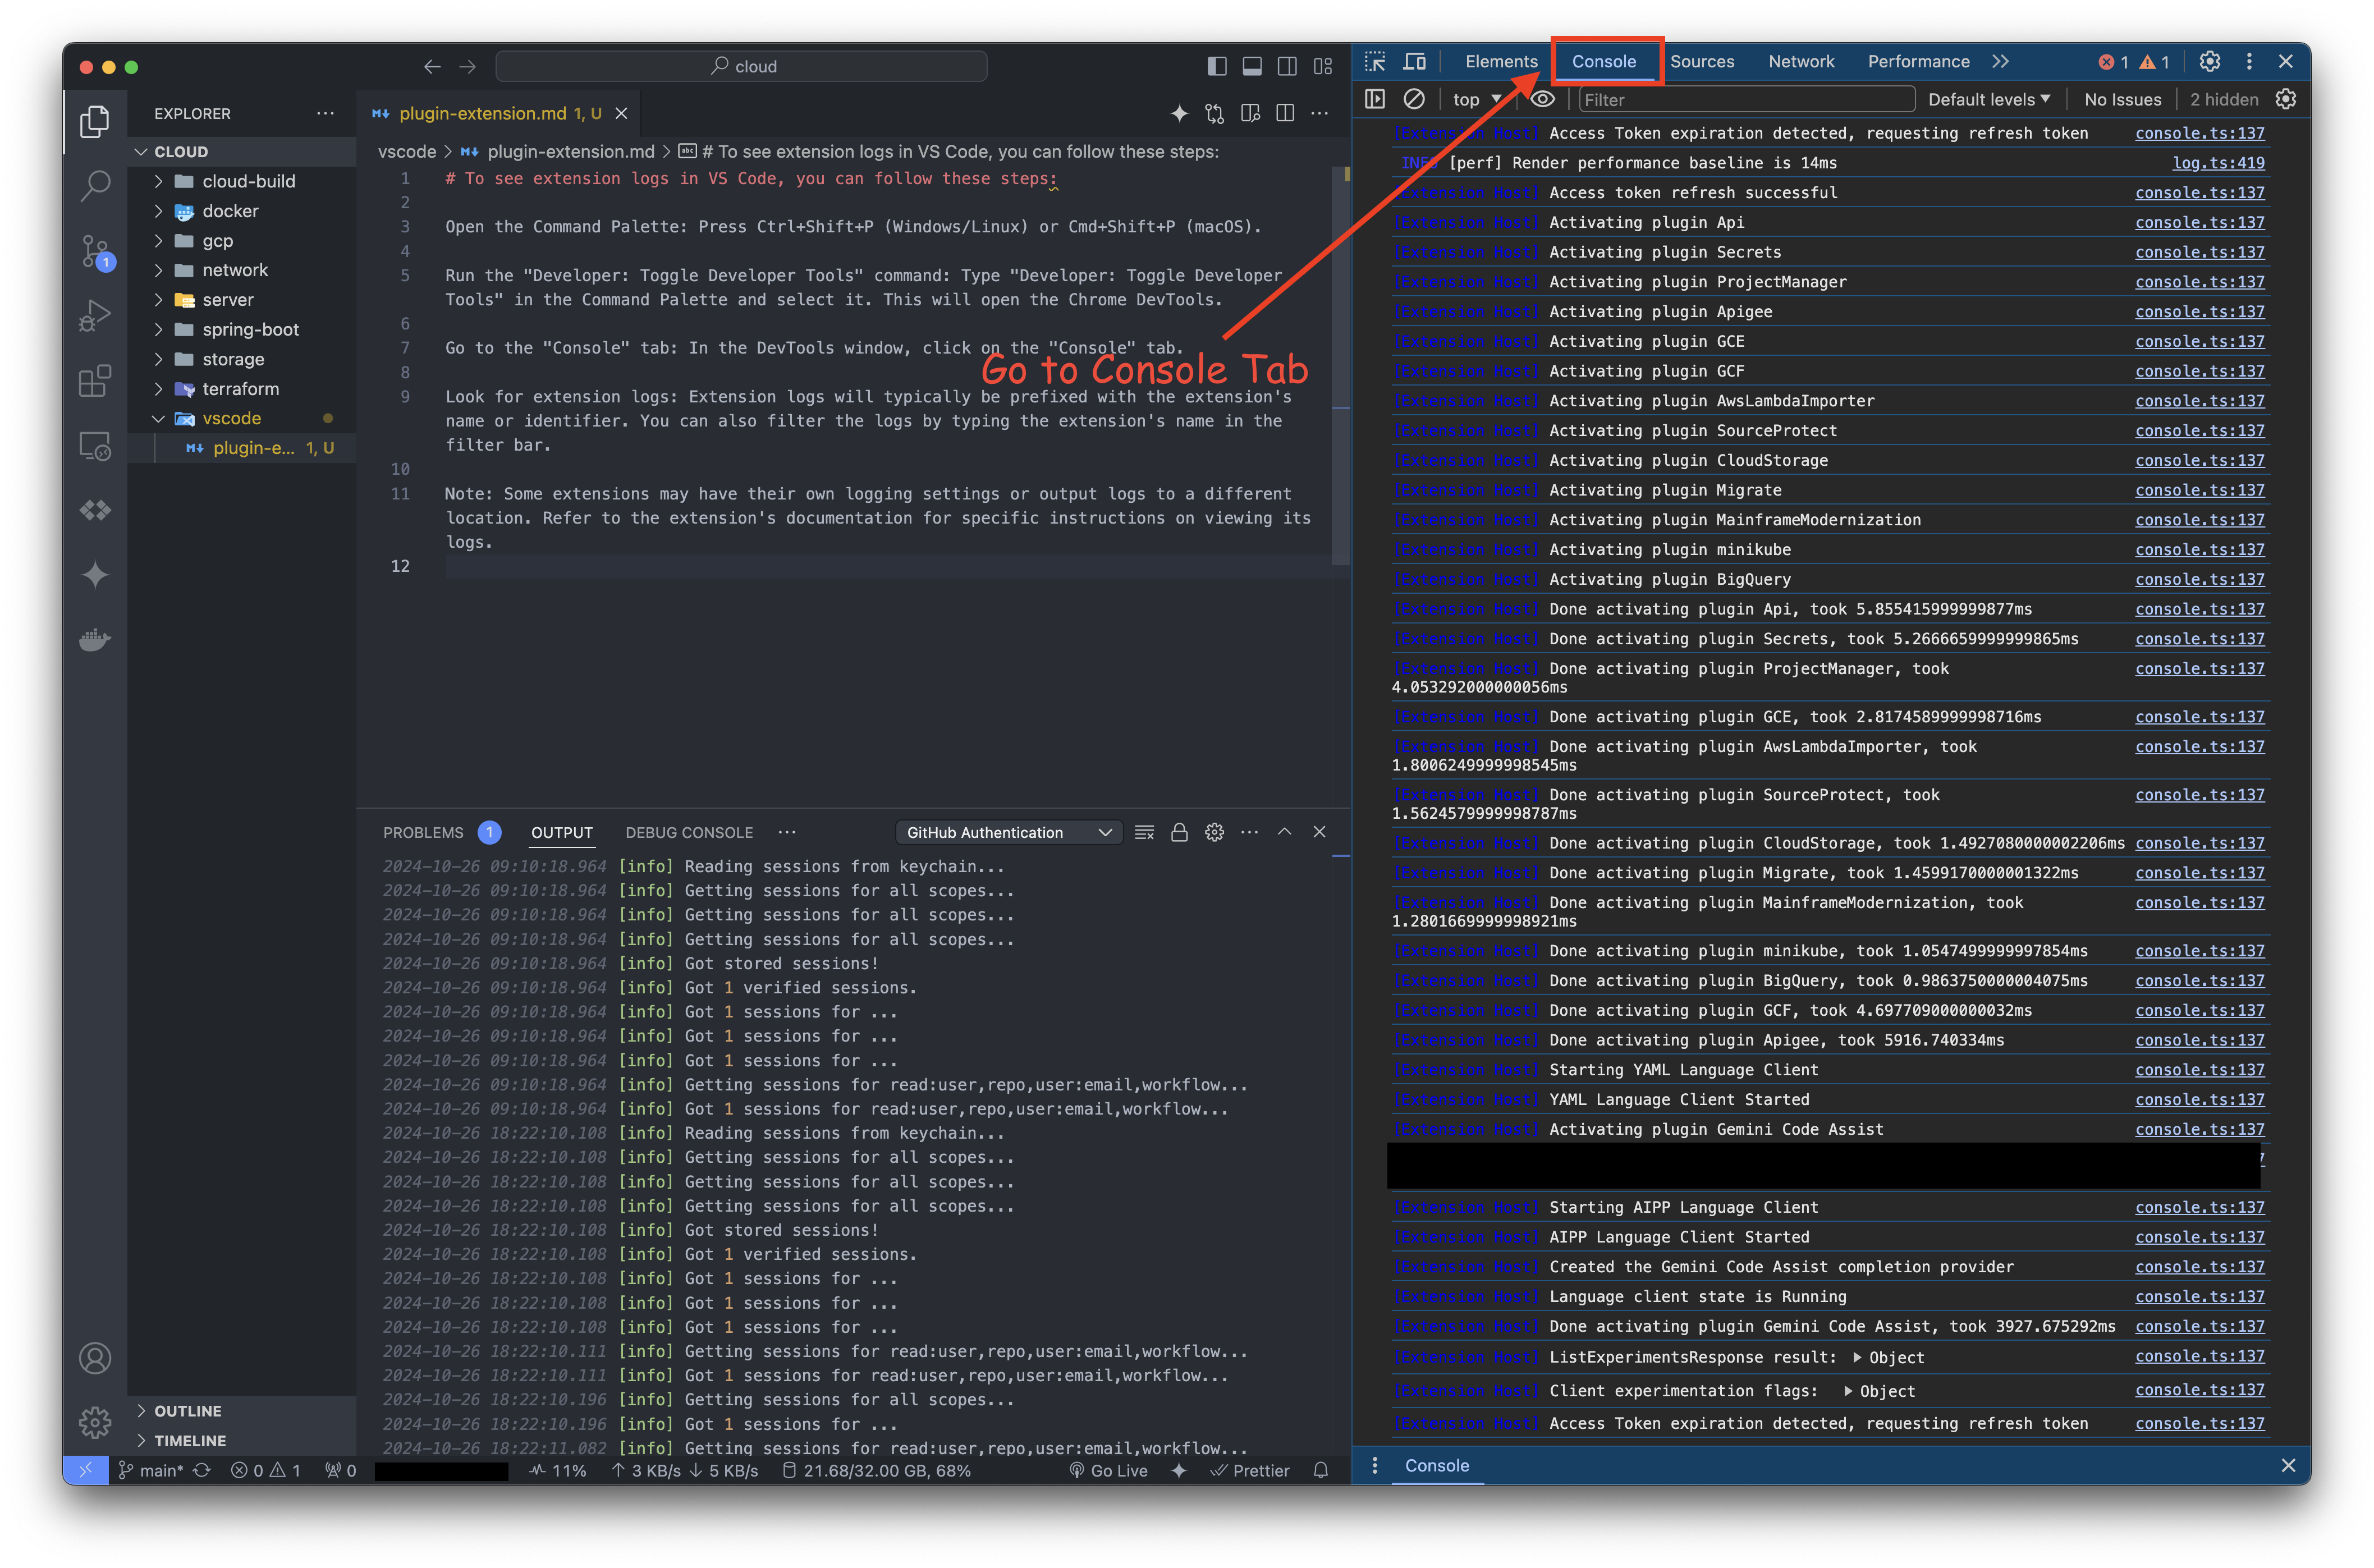 cloud
EXPLORER
CLOUD
cloud-build
docker
gcp
network
server
spring-boot
storage
terraform
vscode
plugin-e... 1, U
1
OUTLINE
TIMELINE
plugin-extension.md 1, U
vscode > plugin-extension.md > # To see extension logs in VS Code, you can follow these steps:
1 # To see extension logs in VS Code, you can follow these steps:
2
3 Open the Command Palette: Press Ctrl+Shift+P (Windows/Linux) or Cmd+Shift+P (macOS).
4
5 Run the "Developer: Toggle Developer Tools" command: Type "Developer: Toggle Developer
Tools" in the Command Palette and select it. This will open the Chrome DevTools.
6
7 Go to the "Console" tab: In the DevTools window, click on the "Console" tab.
8
9 Look for extension logs: Extension logs will typically be prefixed with the extension's
name or identifier. You can also filter the logs by typing the extension's name in the
filter bar.
10
11 Note: Some extensions may have their own logging settings or output logs to a different
location. Refer to the extension's documentation for specific instructions on viewing its
logs.
12
Go to Console Tab
PROBLEMS 1 OUTPUT DEBUG CONSOLE ... GitHub Authentication
2024-10-26 09:10:18.964 [info] Reading sessions from keychain...
2024-10-26 09:10:18.964 [info] Getting sessions for all scopes...
2024-10-26 09:10:18.964 [info] Getting sessions for all scopes...
2024-10-26 09:10:18.964 [info] Getting sessions for all scopes...
2024-10-26 09:10:18.964 [info] Got stored sessions!
2024-10-26 09:10:18.964 [info] Got 1 verified sessions.
2024-10-26 09:10:18.964 [info] Got 1 sessions for ...
2024-10-26 09:10:18.964 [info] Got 1 sessions for ...
2024-10-26 09:10:18.964 [info] Got 1 sessions for ...
2024-10-26 09:10:18.964 [info] Getting sessions for read:user,repo,user:email,workflow...
2024-10-26 09:10:18.964 [info] Got 1 sessions for read:user,repo,user:email,workflow...
2024-10-26 18:22:10.108 [info] Reading sessions from keychain...
2024-10-26 18:22:10.108 [info] Getting sessions for all scopes...
2024-10-26 18:22:10.108 [info] Getting sessions for all scopes...
2024-10-26 18:22:10.108 [info] Getting sessions for all scopes...
2024-10-26 18:22:10.108 [info] Got stored sessions!
2024-10-26 18:22:10.108 [info] Got 1 verified sessions.
2024-10-26 18:22:10.108 [info] Got 1 sessions for ...
2024-10-26 18:22:10.108 [info] Got 1 sessions for ...
2024-10-26 18:22:10.108 [info] Got 1 sessions for ...
2024-10-26 18:22:10.111 [info] Getting sessions for read:user,repo,user:email,workflow...
2024-10-26 18:22:10.111 [info] Got 1 sessions for read:user,repo,user:email,workflow...
2024-10-26 18:22:10.196 [info] Getting sessions for all scopes...
2024-10-26 18:22:10.196 [info] Got 1 sessions for ...
2024-10-26 18:22:11.082 [info] Getting sessions for read:user,repo,user:email,workflow...
main* 0 1 0 11% ↑ 3 KB/s ↓ 5 KB/s 21.68/32.00 GB, 68% Go Live Prettier
Elements Console Sources Network Performance 1 1
top Filter Default levels No Issues 2 hidden
[Extension Host] Access Token expiration detected, requesting refresh token console.ts:137
INFO [perf] Render performance baseline is 14ms log.ts:419
[Extension Host] Access token refresh successful console.ts:137
[Extension Host] Activating plugin Api console.ts:137
[Extension Host] Activating plugin Secrets console.ts:137
[Extension Host] Activating plugin ProjectManager console.ts:137
[Extension Host] Activating plugin Apigee console.ts:137
[Extension Host] Activating plugin GCE console.ts:137
[Extension Host] Activating plugin GCF console.ts:137
[Extension Host] Activating plugin AwsLambdaImporter console.ts:137
[Extension Host] Activating plugin SourceProtect console.ts:137
[Extension Host] Activating plugin CloudStorage console.ts:137
[Extension Host] Activating plugin Migrate console.ts:137
[Extension Host] Activating plugin MainframeModernization console.ts:137
[Extension Host] Activating plugin minikube console.ts:137
[Extension Host] Activating plugin BigQuery console.ts:137
[Extension Host] Done activating plugin Api, took 5.855415999999877ms console.ts:137
[Extension Host] Done activating plugin Secrets, took 5.2666659999999865ms console.ts:137
[Extension Host] Done activating plugin ProjectManager, took console.ts:137
4.053292000000056ms
[Extension Host] Done activating plugin GCE, took 2.8174589999998716ms console.ts:137
[Extension Host] Done activating plugin AwsLambdaImporter, took console.ts:137
1.8006249999998545ms
[Extension Host] Done activating plugin SourceProtect, took console.ts:137
1.5624579999998787ms
[Extension Host] Done activating plugin CloudStorage, took 1.4927080000002206ms console.ts:137
[Extension Host] Done activating plugin Migrate, took 1.4599170000001322ms console.ts:137
[Extension Host] Done activating plugin MainframeModernization, took console.ts:137
1.2801669999998921ms
[Extension Host] Done activating plugin minikube, took 1.0547499999997854ms console.ts:137
[Extension Host] Done activating plugin BigQuery, took 0.9863750000004075ms console.ts:137
[Extension Host] Done activating plugin GCF, took 4.697709000000032ms console.ts:137
[Extension Host] Done activating plugin Apigee, took 5916.740334ms console.ts:137
[Extension Host] Starting YAML Language Client console.ts:137
[Extension Host] YAML Language Client Started console.ts:137
[Extension Host] Activating plugin Gemini Code Assist console.ts:137
[Extension Host] Starting AIPP Language Client console.ts:137
[Extension Host] AIPP Language Client Started console.ts:137
[Extension Host] Created the Gemini Code Assist completion provider console.ts:137
[Extension Host] Language client state is Running console.ts:137
[Extension Host] Done activating plugin Gemini Code Assist, took 3927.675292ms console.ts:137
[Extension Host] ListExperimentsResponse result: ▶ Object console.ts:137
[Extension Host] Client experimentation flags: ▶ Object console.ts:137
[Extension Host] Access Token expiration detected, requesting refresh token console.ts:137
Console